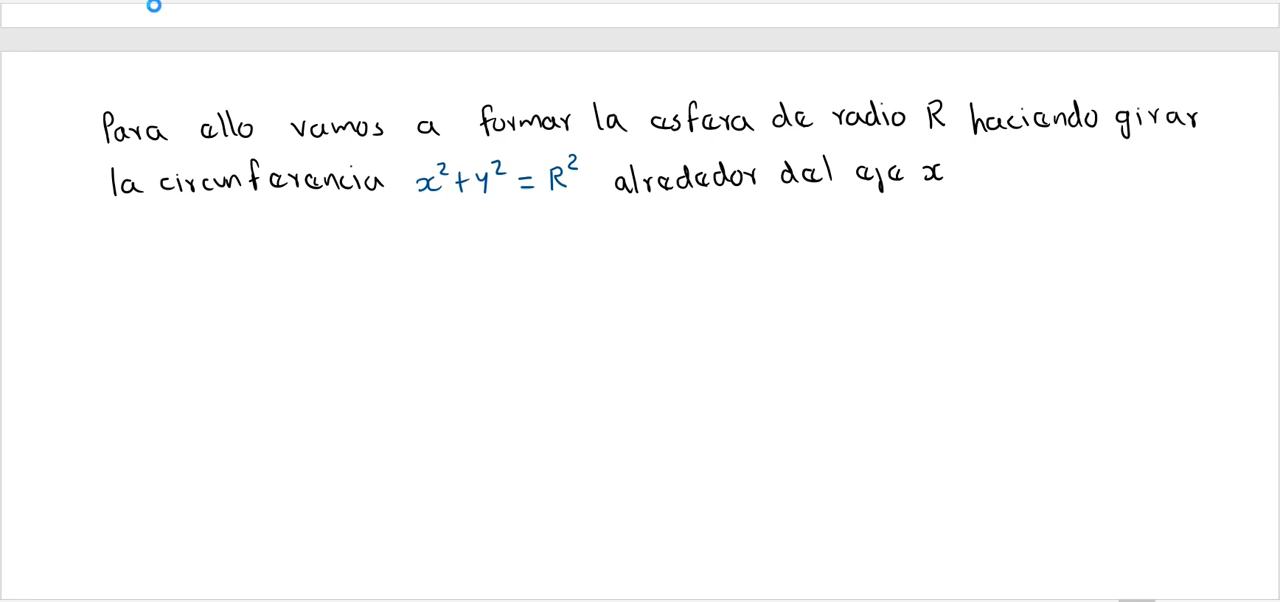 Para ello vamos a formar la esfera de radio R haciendo girar
la circunferencia x² + y² = R² alrededor del eje x